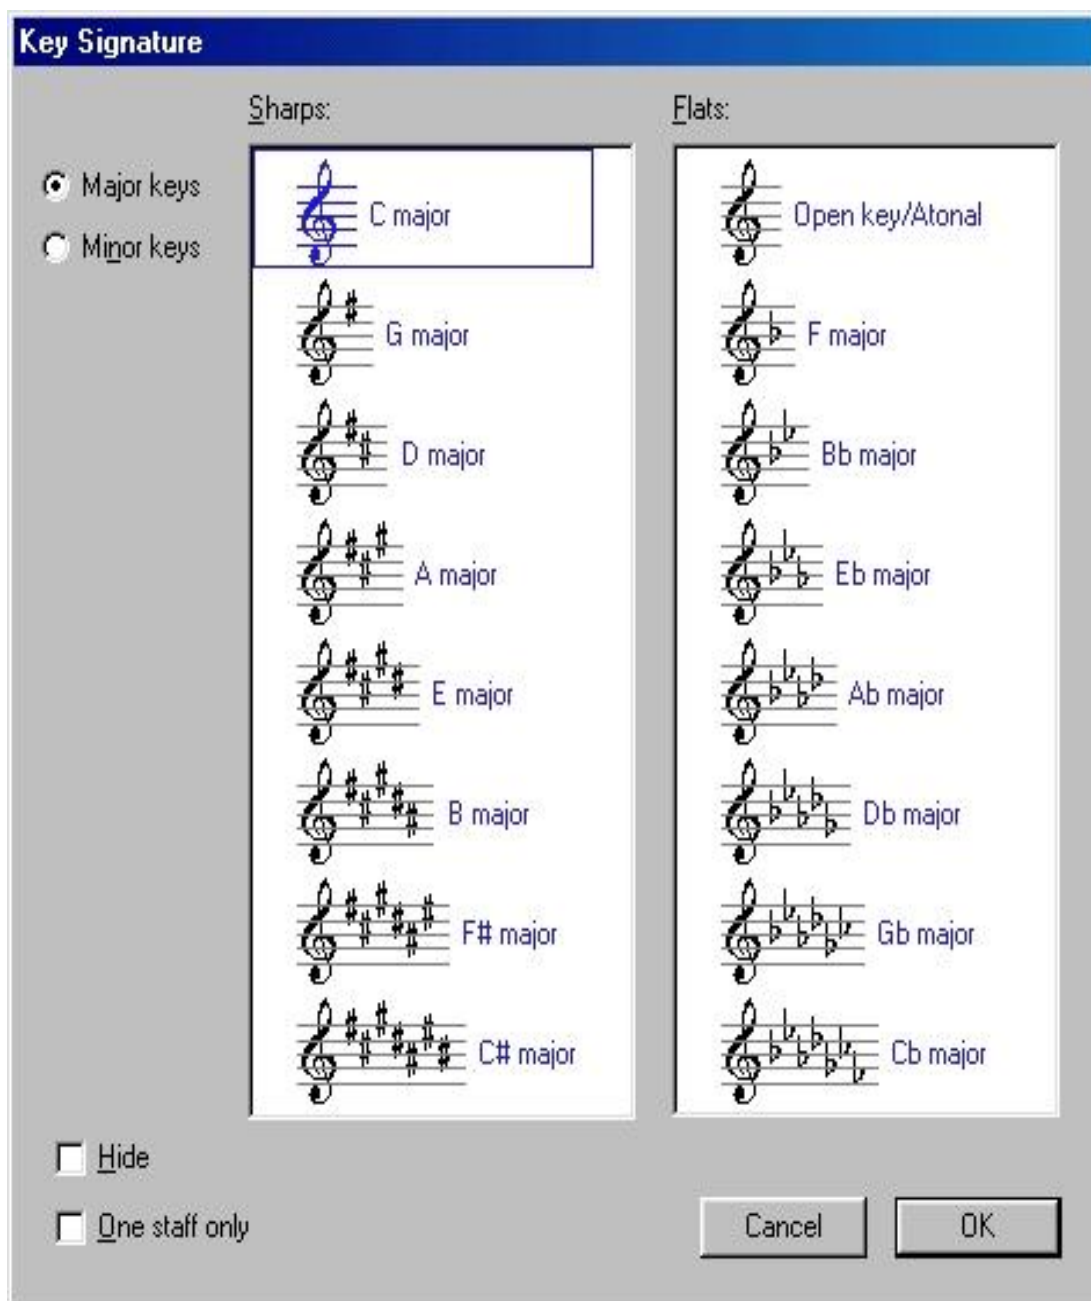 Key Signature
Major keys
Minor keys
Sharps:
C major
G major
D major
A major
E major
B major
F# major
C# major
Flats:
Open key/Atonal
F major
Bb major
Eb major
Ab major
Db major
Gb major
Cb major
Hide
One staff only
Cancel
OK